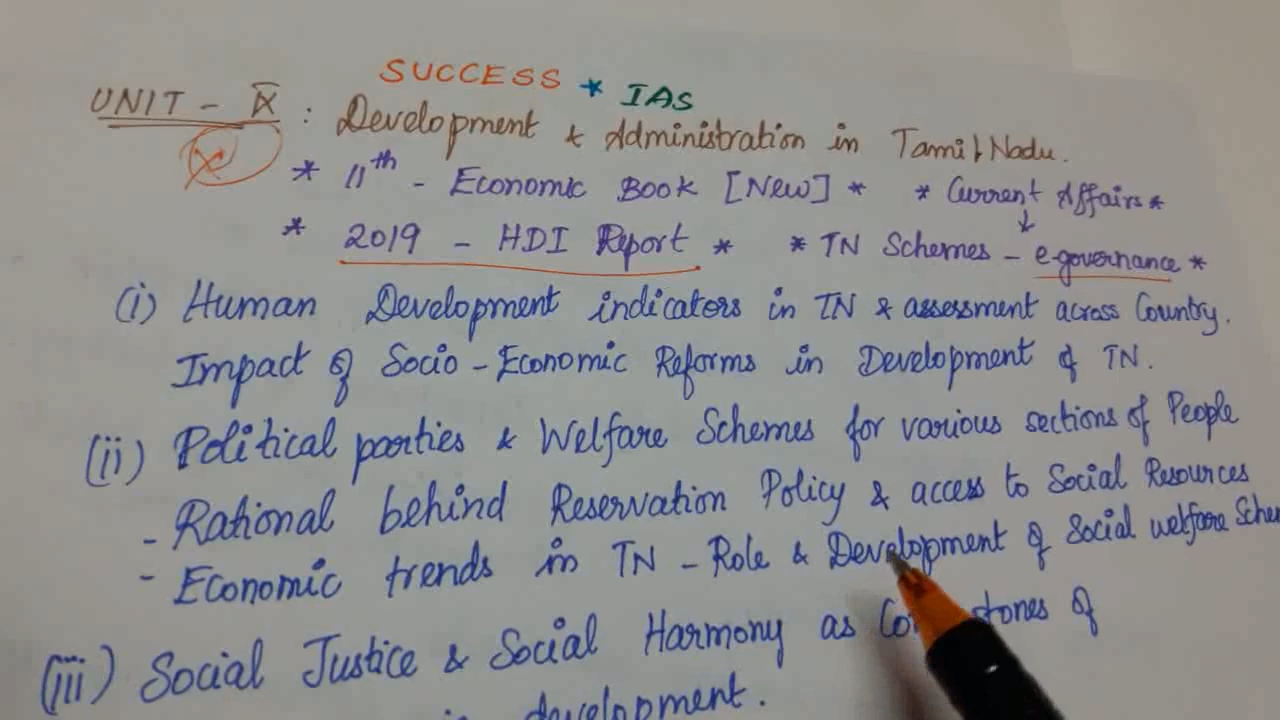 SUCCESS * IAS
UNIT - IX : Development & Administration in Tamil Nadu.
* 11th - Economic Book [New] * * Current Affairs *
* 2019 - HDI Report * * TN Schemes - e-governance *
(i) Human Development indicators in TN & assessment across Country.
Impact of Socio - Economic Reforms in Development of TN.
(ii) Political parties & Welfare Schemes for various sections of People
- Rational behind Reservation Policy & access to Social Resources
- Economic trends in TN - Role & Development of Social welfare Schem
(iii) Social Justice & Social Harmony as of
development.